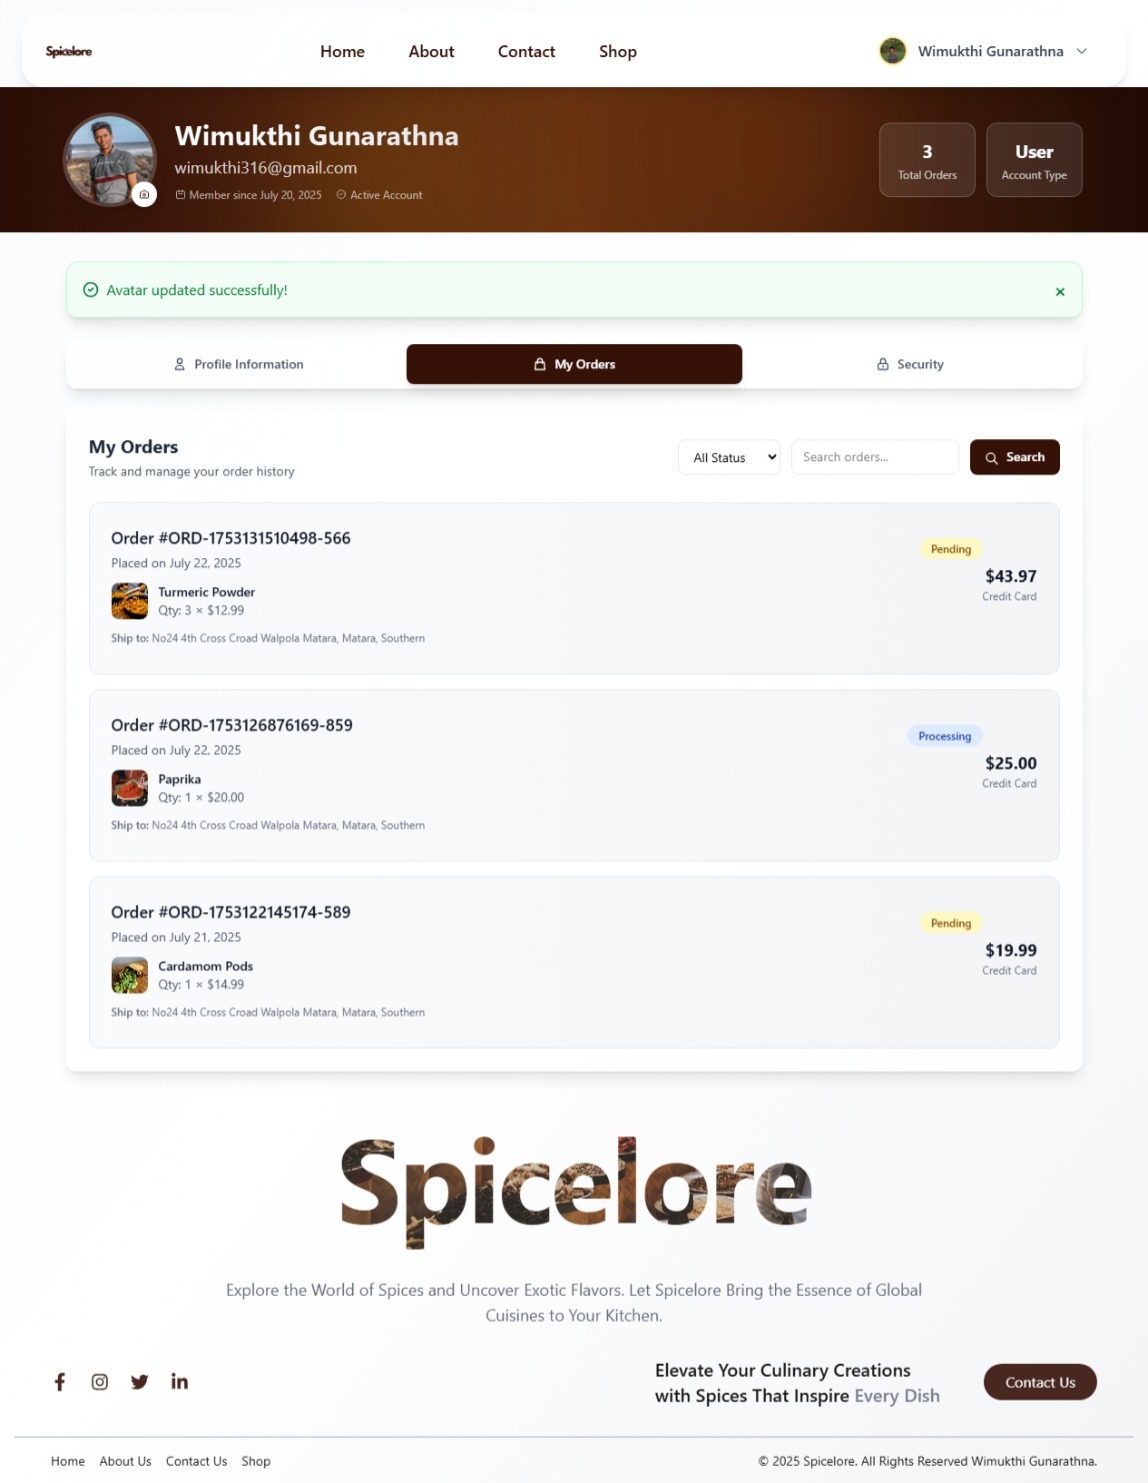 Spicelore
Home About Contact Shop
Wimukthi Gunarathna
Wimukthi Gunarathna
wimukthi316@gmail.com
Member since July 20, 2025 Active Account
3
Total Orders
User
Account Type
Avatar updated successfully!
×
Profile Information
My Orders
Security
My Orders
Track and manage your order history
All Status
Search orders...
Search
Order #ORD-1753131510498-566
Placed on July 22, 2025
Turmeric Powder
Qty: 3 × $12.99
Ship to: No24 4th Cross Croad Walpola Matara, Matara, Southern
Pending
$43.97
Credit Card
Order #ORD-1753126876169-859
Placed on July 22, 2025
Paprika
Qty: 1 × $20.00
Ship to: No24 4th Cross Croad Walpola Matara, Matara, Southern
Processing
$25.00
Credit Card
Order #ORD-1753122145174-589
Placed on July 21, 2025
Cardamom Pods
Qty: 1 × $14.99
Ship to: No24 4th Cross Croad Walpola Matara, Matara, Southern
Pending
$19.99
Credit Card
Spicelore
Explore the World of Spices and Uncover Exotic Flavors. Let Spicelore Bring the Essence of Global
Cuisines to Your Kitchen.
Elevate Your Culinary Creations
with Spices That Inspire Every Dish
Contact Us
Home About Us Contact Us Shop
© 2025 Spicelore. All Rights Reserved Wimukthi Gunarathna.